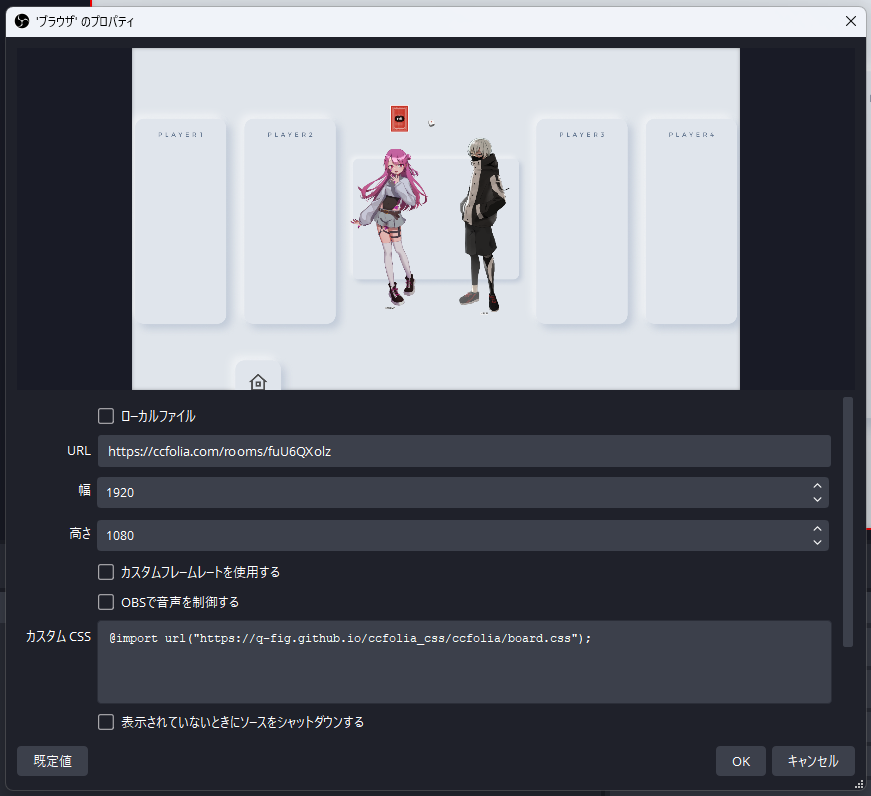 'ブラウザ' のプロパティ
PLAYER1
PLAYER2
PLAYER3
PLAYER4
ローカルファイル
URL
https://ccfolia.com/rooms/fuU6QXolz
幅
1920
高さ
1080
カスタムフレームレートを使用する
OBSで音声を制御する
カスタム CSS
@import url("https://q-fig.github.io/ccfolia_css/ccfolia/board.css");
表示されていないときにソースをシャットダウンする
既定値
OK
キャンセル